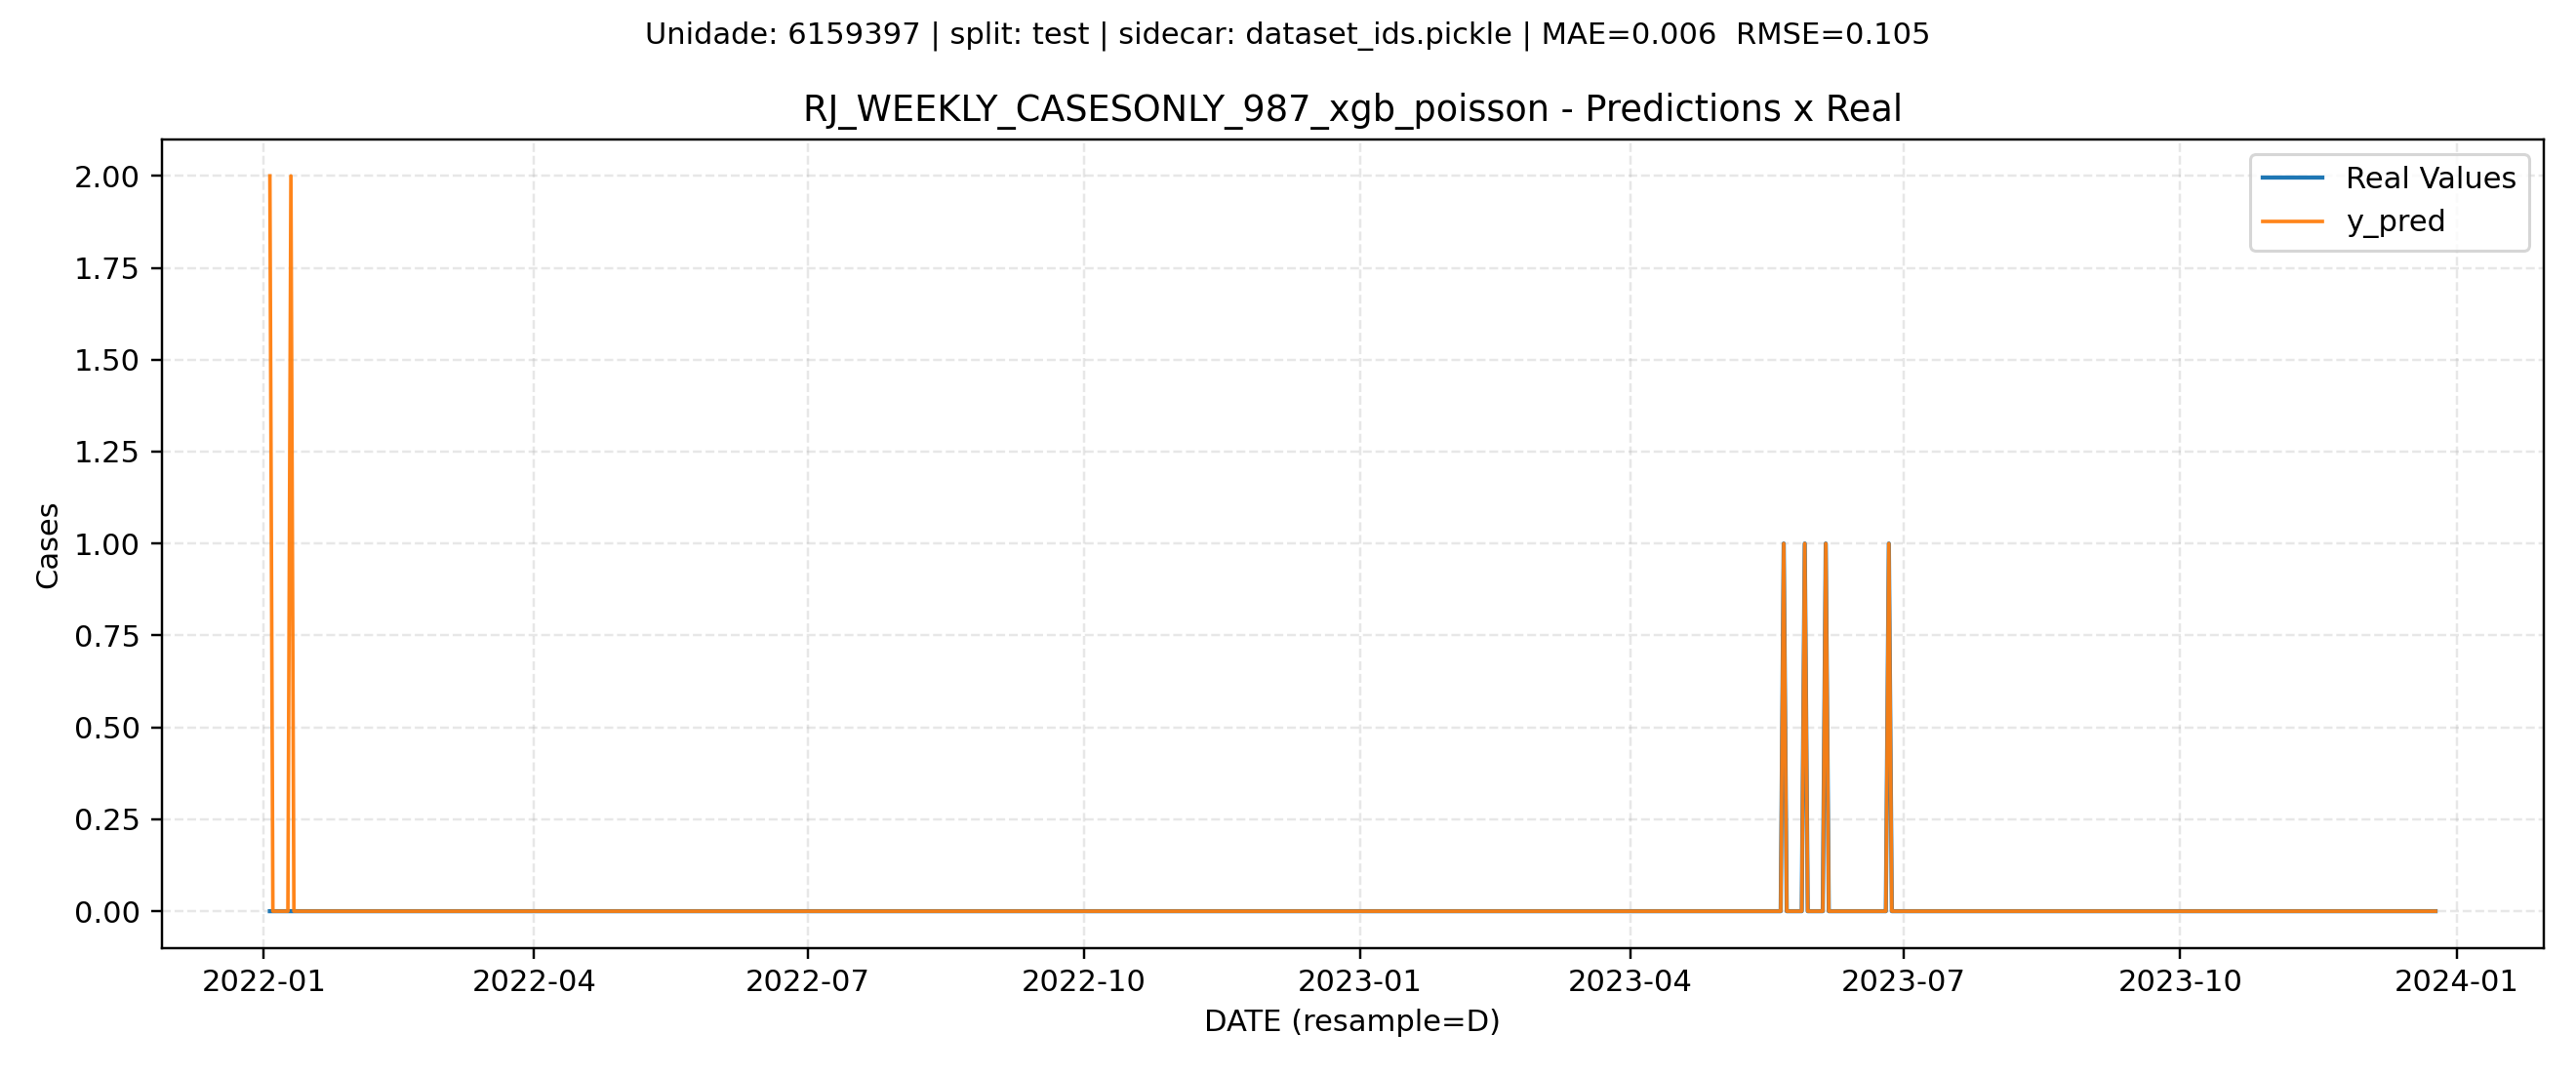 Unidade: 6159397 | split: test | sidecar: dataset_ids.pickle | MAE=0.006  RMSE=0.105
RJ_WEEKLY_CASESONLY_987_xgb_poisson - Predictions x Real
Real Values
y_pred
Cases
2.00
1.75
1.50
1.25
1.00
0.75
0.50
0.25
0.00
2022-01 2022-04 2022-07 2022-10 2023-01 2023-04 2023-07 2023-10 2024-01
DATE (resample=D)